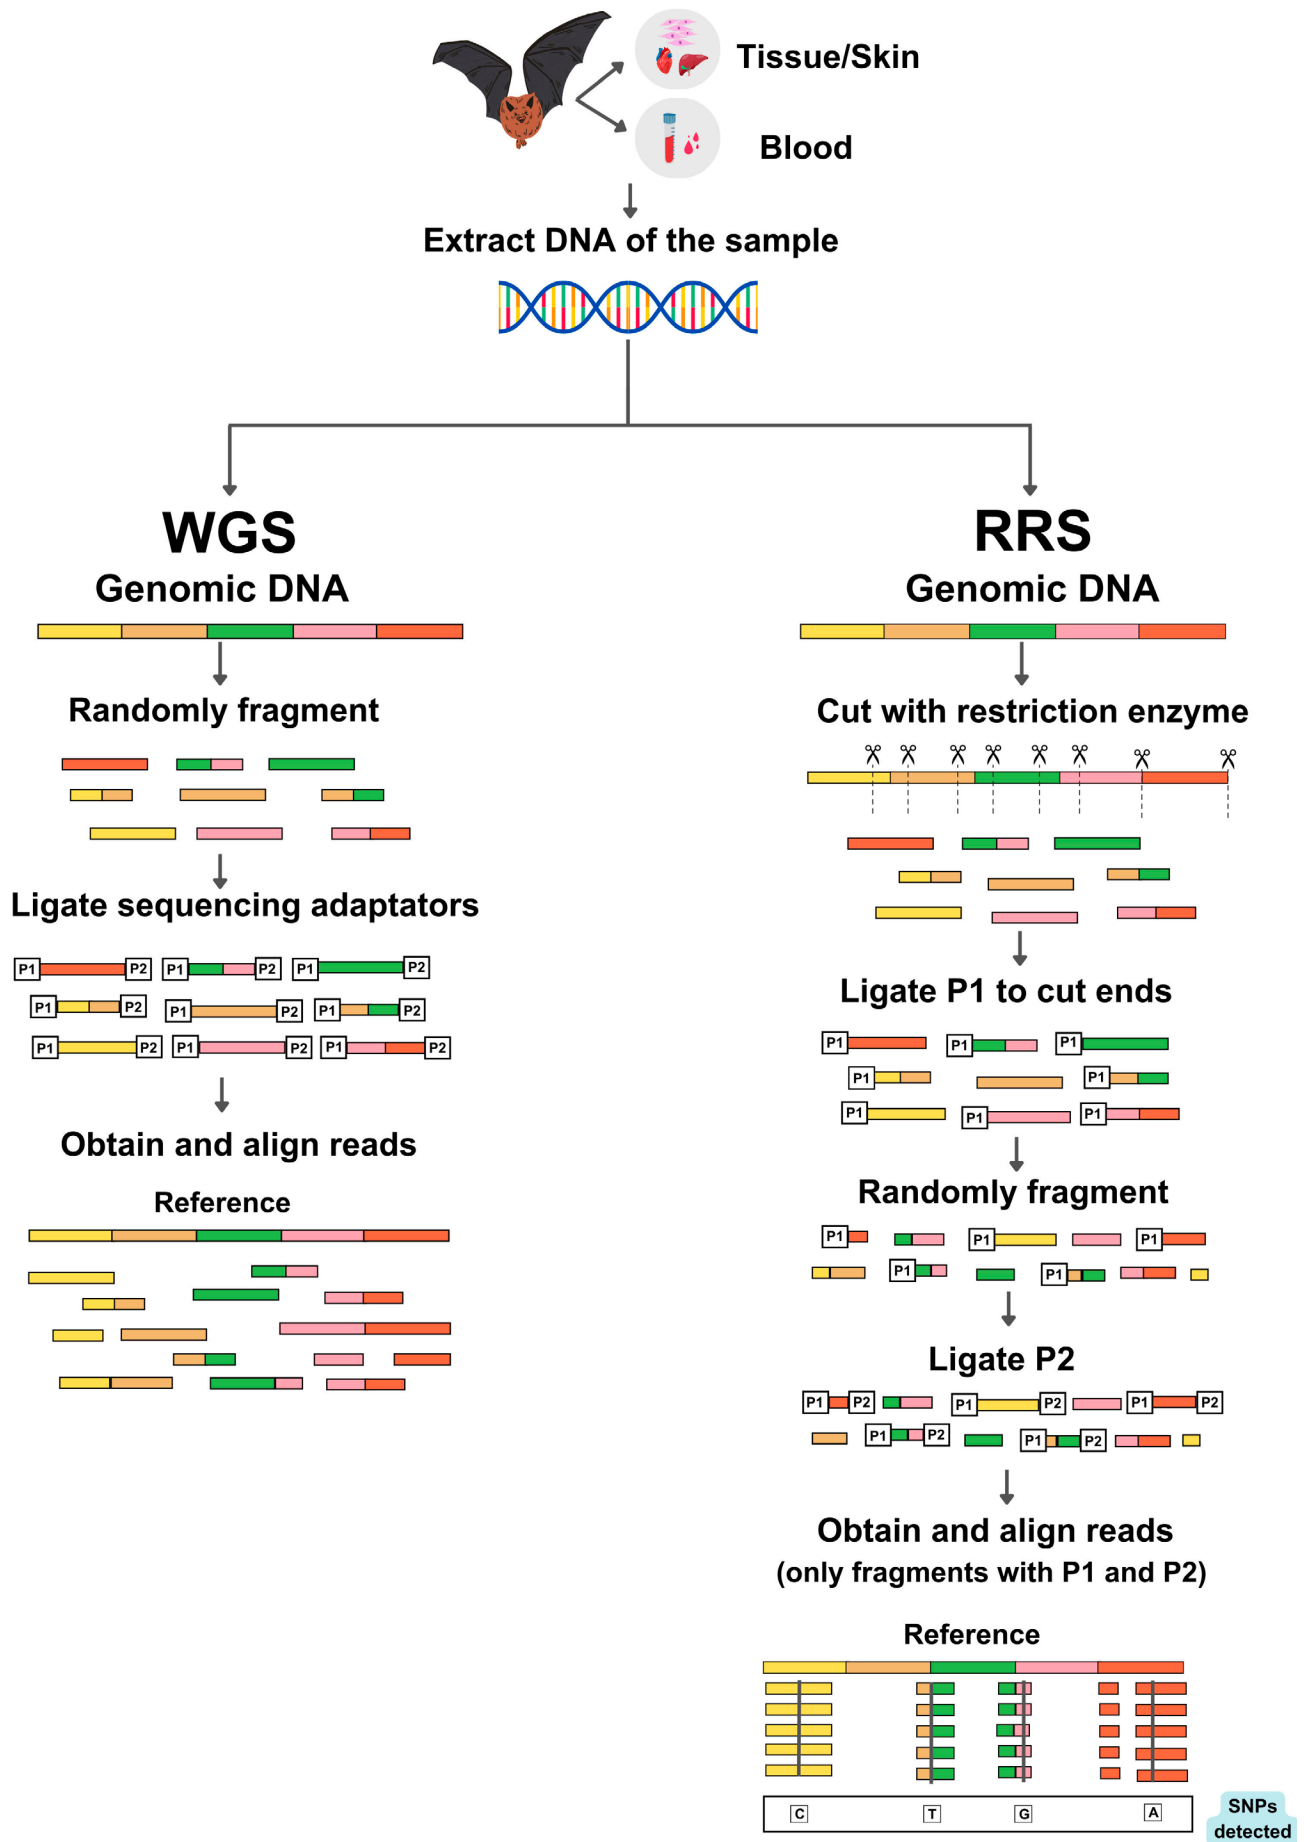 Tissue/Skin
Blood
Extract DNA of the sample
WGS
Genomic DNA
Randomly fragment
Ligate sequencing adaptators
P1 P2 P1 P2 P1 P2
P1 P2 P1 P2 P1 P2
P1 P2 P1 P2 P1 P2
Obtain and align reads
Reference
RRS
Genomic DNA
Cut with restriction enzyme
Ligate P1 to cut ends
P1 P1 P1
P1 P1
P1 P1 P1
Randomly fragment
P1 P1 P1
P1 P1
Ligate P2
P1 P2 P1 P2 P1 P2
P1 P2 P1 P2
Obtain and align reads
(only fragments with P1 and P2)
Reference
C T G A
SNPs
detected